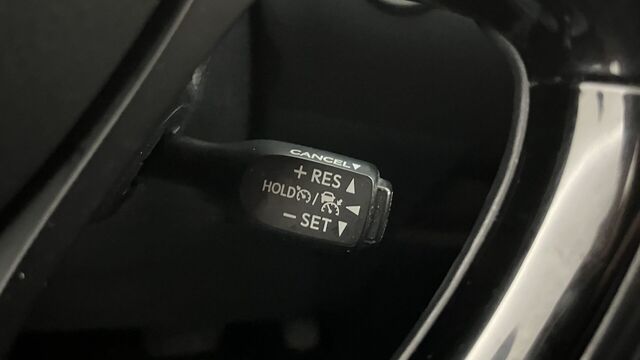 CANCEL▼
+ RES ▲
HOLD / ◀
− SET ▼